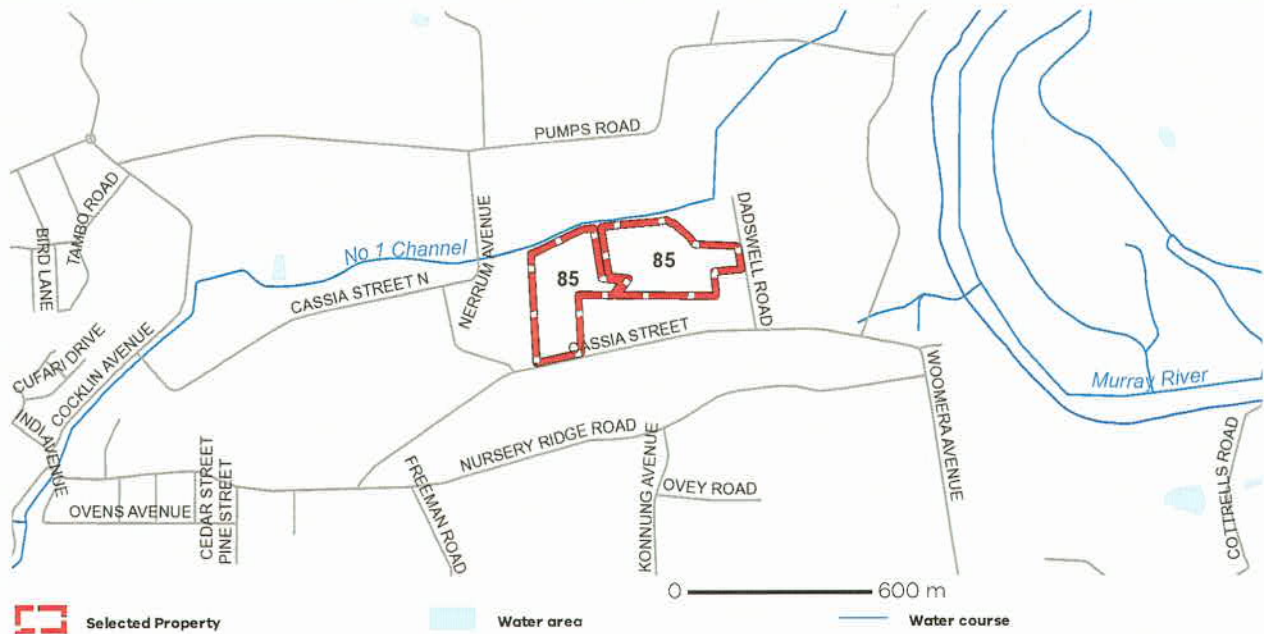 PUMPS ROAD
TAMBO ROAD
BIRD LANE
NERRUM AVENUE
DADSWELL ROAD
No 1 Channel
85
85
CASSIA STREET N
ASSIA STREET
CUFARI DRIVE
COCKLIN AVENUE
INDI AVENUE
WOOMERA AVENUE
Murray River
NURSERY RIDGE ROAD
FREEMAN ROAD
KONNUNG AVENUE
OVEY ROAD
COTTRELLS ROAD
CEDAR STREET
PINE STREET
OVENS AVENUE
0 600 m
Selected Property
Water area
Water course